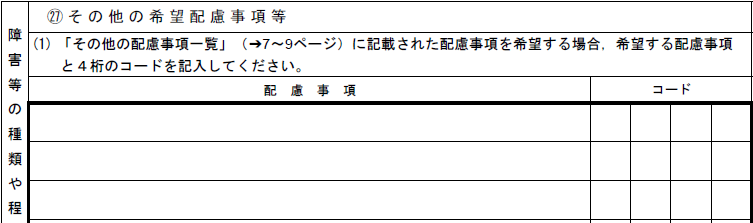 ㉗その他の希望配慮事項等
(1) 「その他の配慮事項一覧」(➔7～9ページ)に記載された配慮事項を希望する場合，希望する配慮事項
と４桁のコードを記入してください。
配慮事項 コード
障害等の種類や程